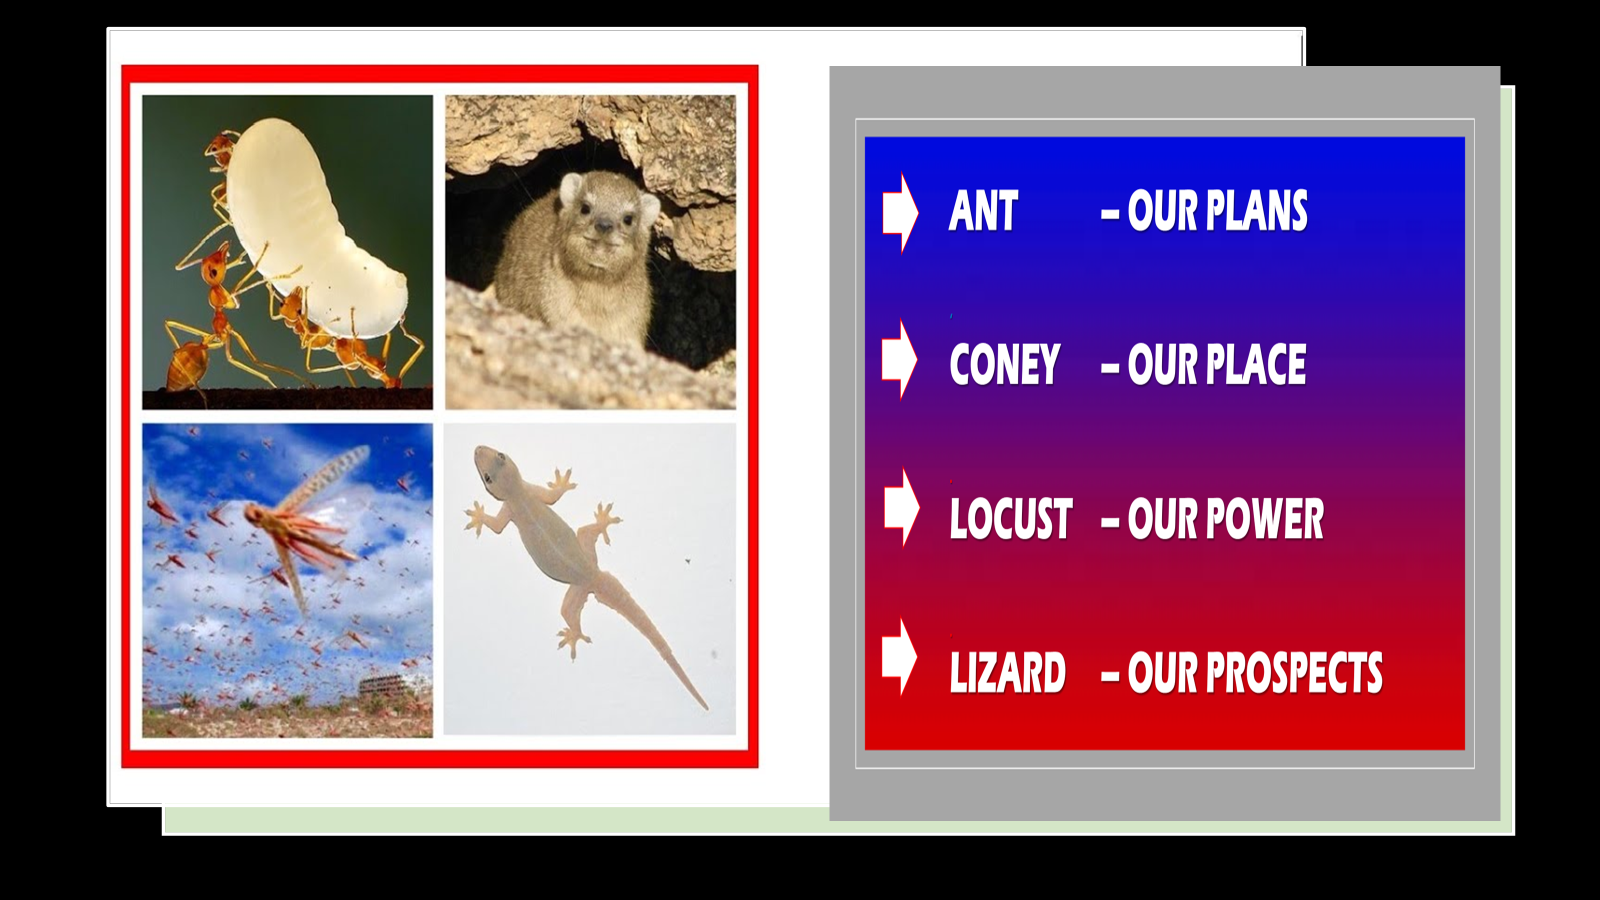 ANT – OUR PLANS
CONEY – OUR PLACE
LOCUST – OUR POWER
LIZARD – OUR PROSPECTS